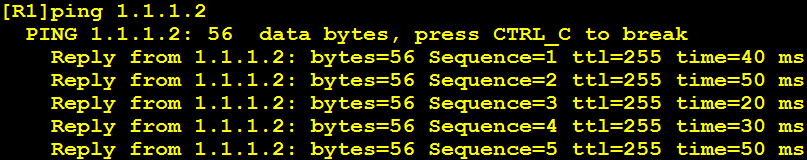 [R1]ping 1.1.1.2
PING 1.1.1.2: 56  data bytes, press CTRL_C to break
Reply from 1.1.1.2: bytes=56 Sequence=1 ttl=255 time=40 ms
Reply from 1.1.1.2: bytes=56 Sequence=2 ttl=255 time=50 ms
Reply from 1.1.1.2: bytes=56 Sequence=3 ttl=255 time=20 ms
Reply from 1.1.1.2: bytes=56 Sequence=4 ttl=255 time=30 ms
Reply from 1.1.1.2: bytes=56 Sequence=5 ttl=255 time=50 ms